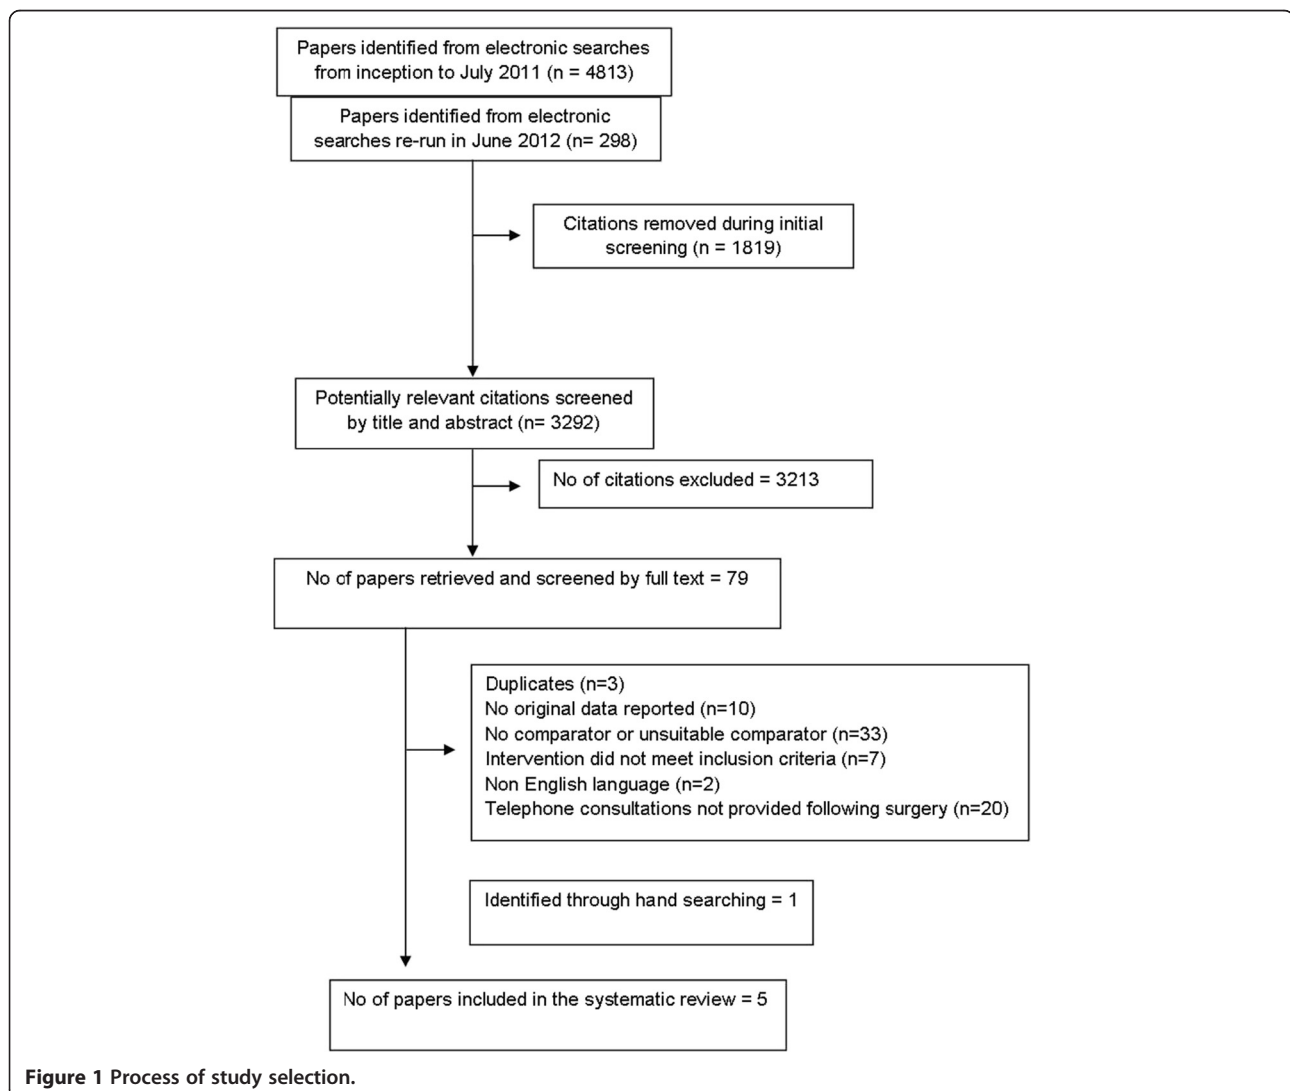 Papers identified from electronic searches
from inception to July 2011 (n = 4813)
Papers identified from electronic
searches re-run in June 2012 (n= 298)
Citations removed during initial
screening (n = 1819)
Potentially relevant citations screened
by title and abstract (n= 3292)
No of citations excluded = 3213
No of papers retrieved and screened by full text = 79
Duplicates (n=3)
No original data reported (n=10)
No comparator or unsuitable comparator (n=33)
Intervention did not meet inclusion criteria (n=7)
Non English language (n=2)
Telephone consultations not provided following surgery (n=20)
Identified through hand searching = 1
No of papers included in the systematic review = 5
Figure 1 Process of study selection.